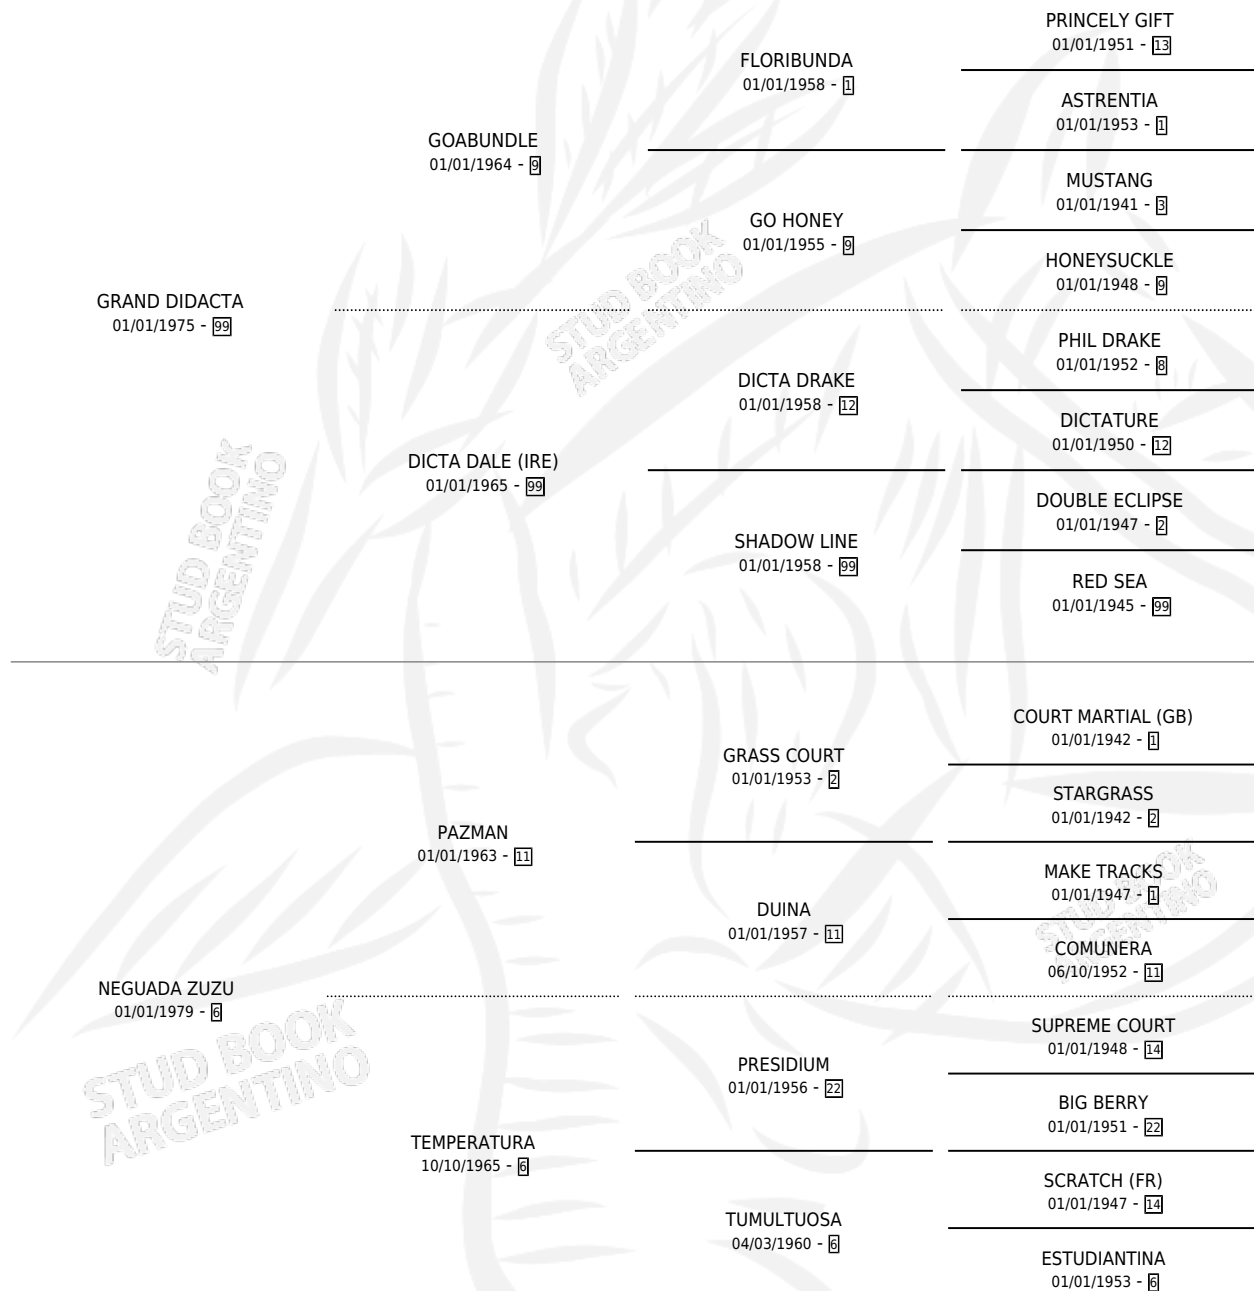 PRINCELY GIFT
01/01/1951 - 13
FLORIBUNDA
01/01/1958 - 1
ASTRENTIA
01/01/1953 - 1
GOABUNDLE
01/01/1964 - 9
MUSTANG
01/01/1941 - 3
GO HONEY
01/01/1955 - 9
HONEYSUCKLE
01/01/1948 - 9
GRAND DIDACTA
01/01/1975 - 99
STUD BOOK
ARGENTINO
PHIL DRAKE
01/01/1952 - 8
DICTA DRAKE
01/01/1958 - 12
DICTATURE
01/01/1950 - 12
DICTA DALE (IRE)
01/01/1965 - 99
DOUBLE ECLIPSE
01/01/1947 - 2
SHADOW LINE
01/01/1958 - 99
RED SEA
01/01/1945 - 99
STUD BOOK
ARGENTINO
COURT MARTIAL (GB)
01/01/1942 - 1
GRASS COURT
01/01/1953 - 2
STARGRASS
01/01/1942 - 2
PAZMAN
01/01/1963 - 11
MAKE TRACKS
01/01/1947 - 1
STUD BOOK
ARGENTINO
DUINA
01/01/1957 - 11
COMUNERA
06/10/1952 - 11
NEGUADA ZUZU
01/01/1979 - 6
STUD BOOK
ARGENTINO
SUPREME COURT
01/01/1948 - 14
PRESIDIUM
01/01/1956 - 22
BIG BERRY
01/01/1951 - 22
TEMPERATURA
10/10/1965 - 6
SCRATCH (FR)
01/01/1947 - 14
TUMULTUOSA
04/03/1960 - 6
ESTUDIANTINA
01/01/1953 - 6